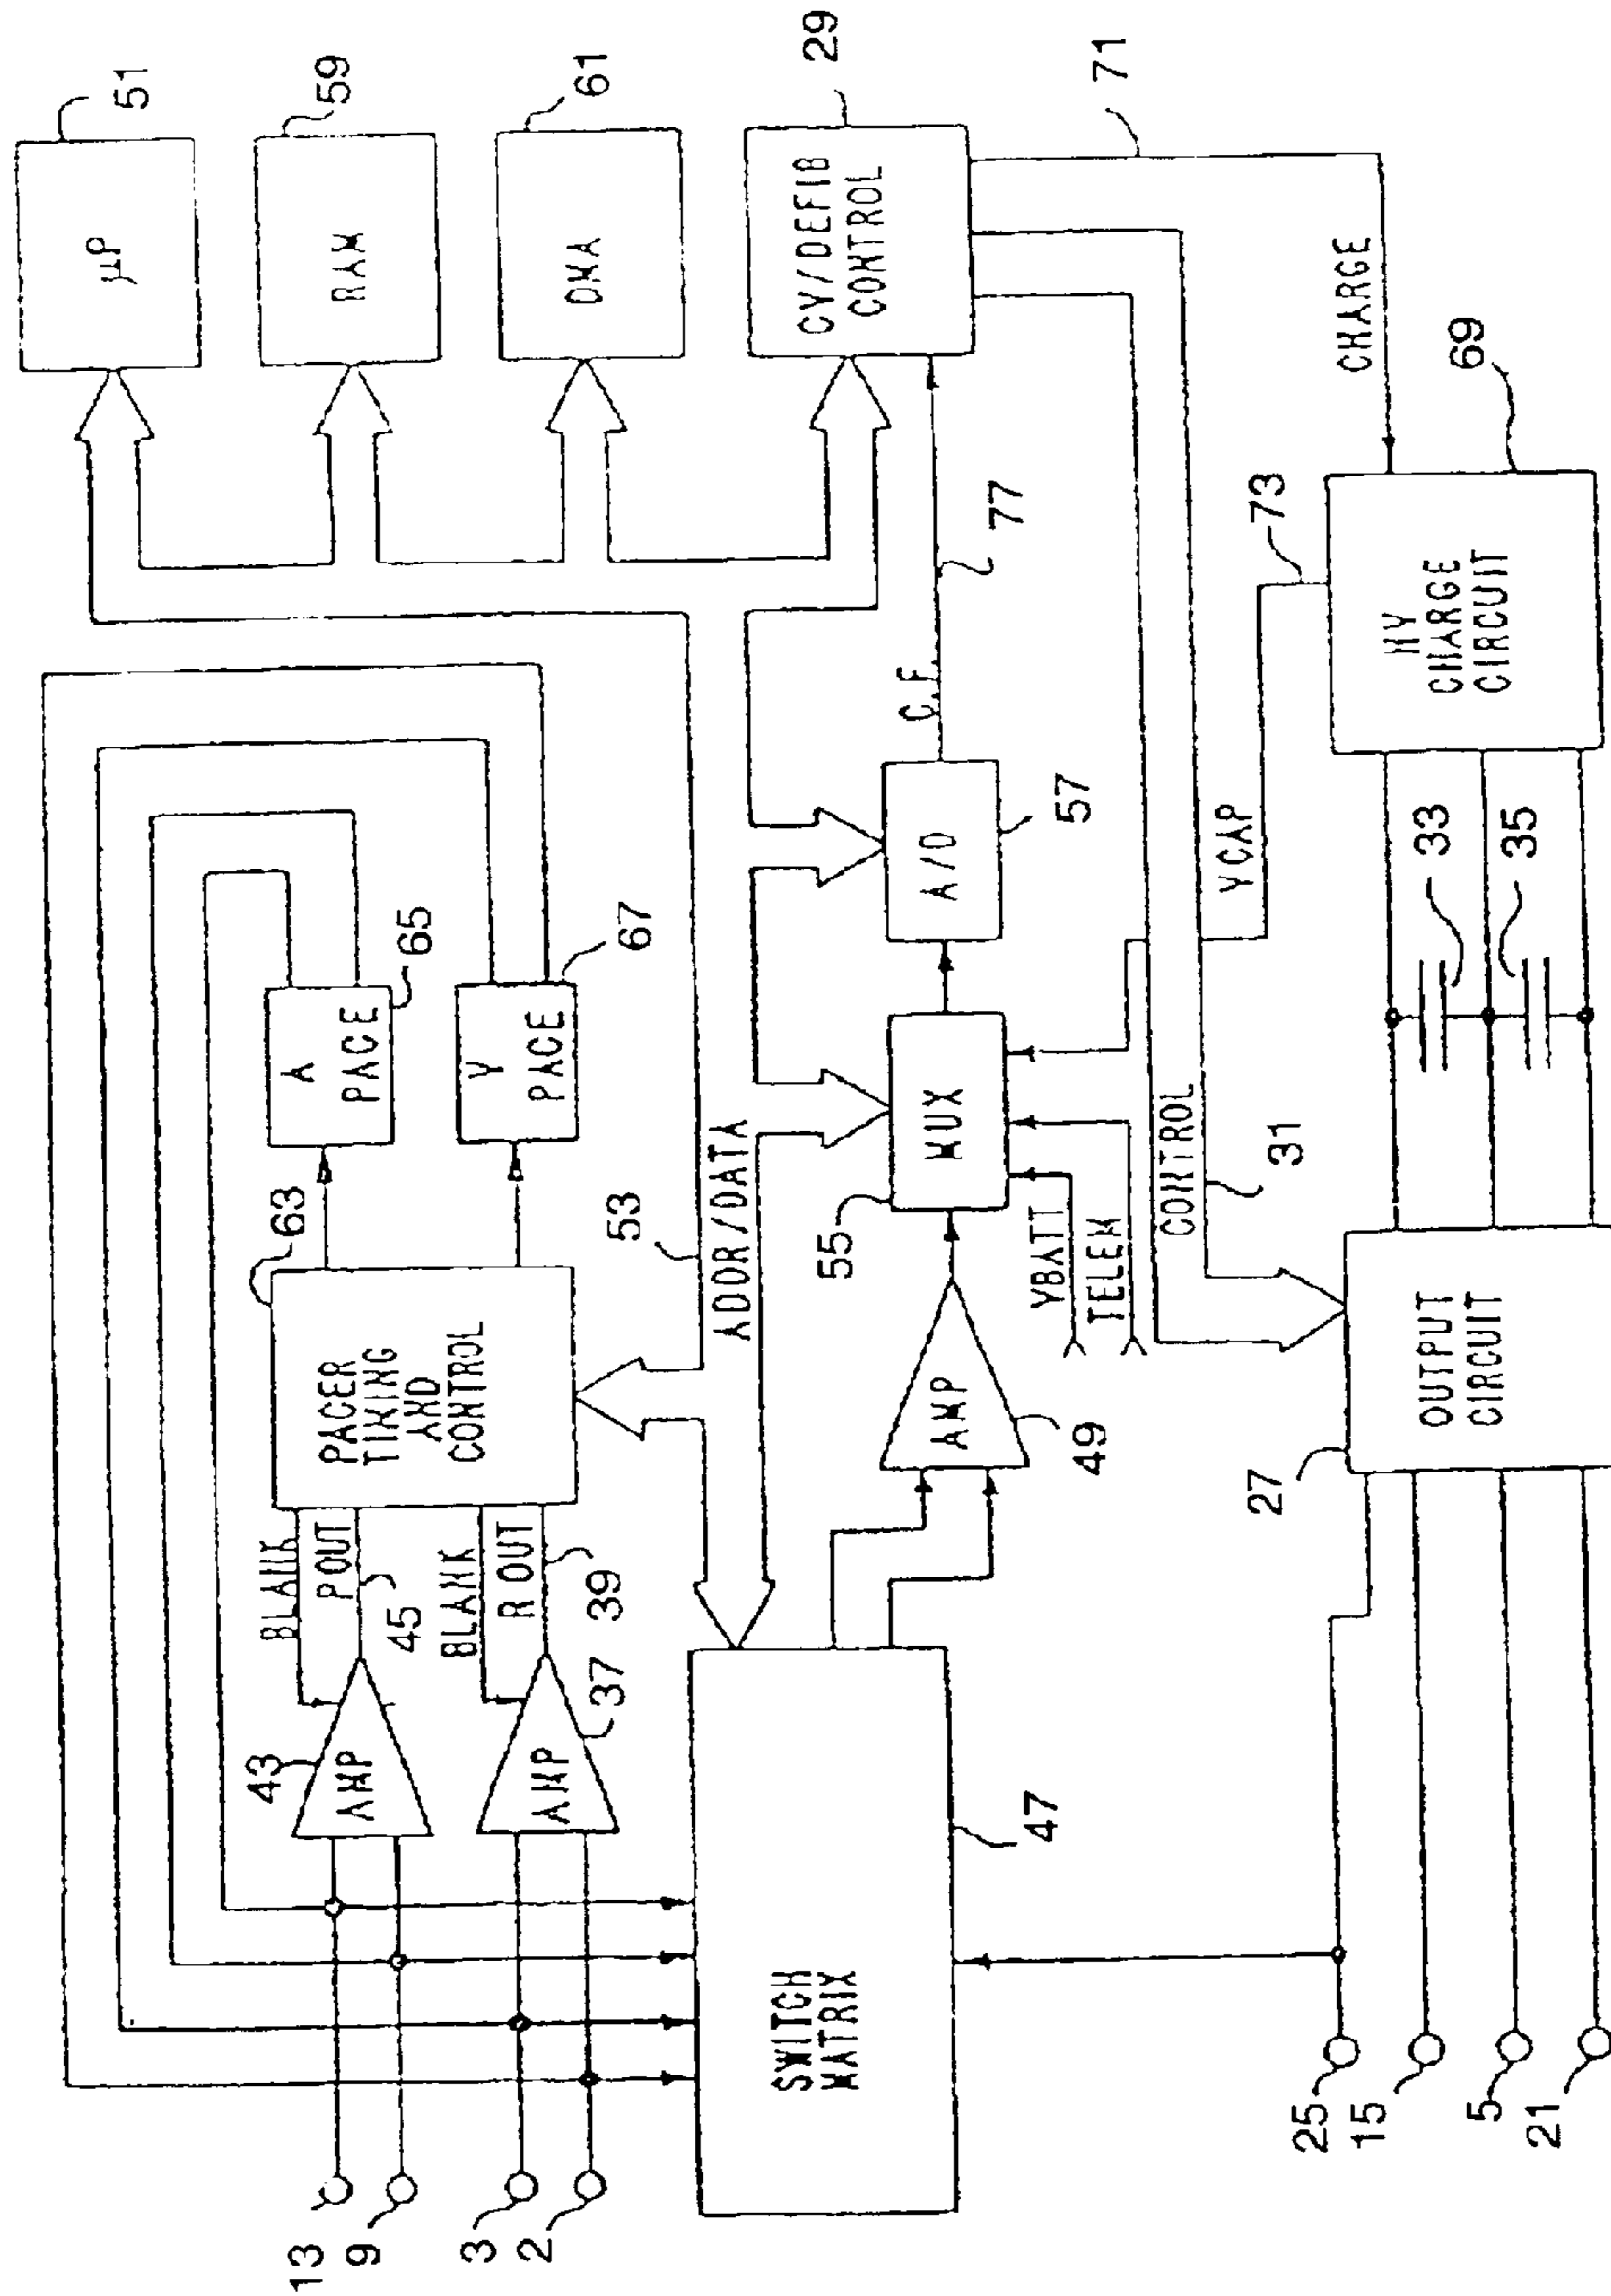 51
μP
59
RAM
61
DMA
29
CV/DEFIB
CONTROL
71
CHARGE
69
HV
CHARGE
CIRCUIT
73
VCAP
33
35
77
C.F.
A/D
57
MUX
55
VBATT
TELEM
CONTROL
31
OUTPUT
CIRCUIT
27
53
ADDR/DATA
A
PACE
65
V
PACE
67
63
PACER
TIMING
AND
CONTROL
BLANK
P OUT
45
BLANK
R OUT
39
43
AMP
37
AMP
AMP
49
SWITCH
MATRIX
47
13
9
3
2
25
15
5
21